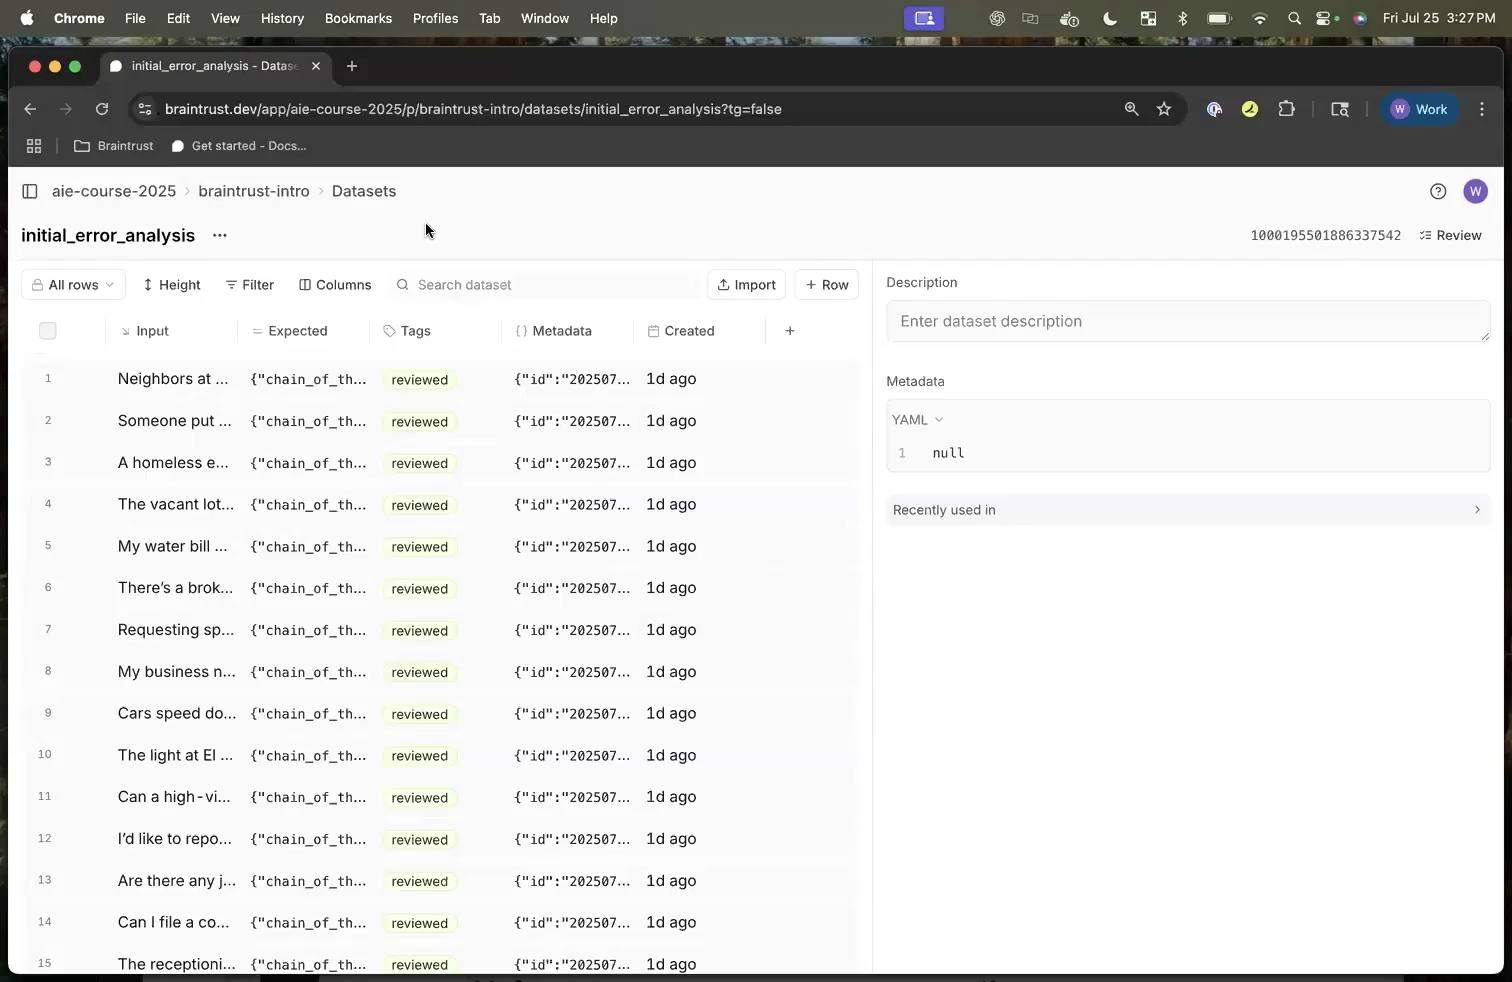 Chrome File Edit View History Bookmarks Profiles Tab Window Help Fri Jul 25 3:27 PM
initial_error_analysis - Datase
braintrust.dev/app/aie-course-2025/p/braintrust-intro/datasets/initial_error_analysis?tg=false W Work
Braintrust Get started - Docs...
aie-course-2025 > braintrust-intro > Datasets W
initial_error_analysis ... 1000195501886337542 Review
All rows Height Filter Columns Search dataset Import + Row
Input Expected Tags Metadata Created +
1 Neighbors at ... {"chain_of_th... reviewed {"id":"202507... 1d ago
2 Someone put ... {"chain_of_th... reviewed {"id":"202507... 1d ago
3 A homeless e... {"chain_of_th... reviewed {"id":"202507... 1d ago
4 The vacant lot... {"chain_of_th... reviewed {"id":"202507... 1d ago
5 My water bill ... {"chain_of_th... reviewed {"id":"202507... 1d ago
6 There's a brok... {"chain_of_th... reviewed {"id":"202507... 1d ago
7 Requesting sp... {"chain_of_th... reviewed {"id":"202507... 1d ago
8 My business n... {"chain_of_th... reviewed {"id":"202507... 1d ago
9 Cars speed do... {"chain_of_th... reviewed {"id":"202507... 1d ago
10 The light at El ... {"chain_of_th... reviewed {"id":"202507... 1d ago
11 Can a high-vi... {"chain_of_th... reviewed {"id":"202507... 1d ago
12 I'd like to repo... {"chain_of_th... reviewed {"id":"202507... 1d ago
13 Are there any j... {"chain_of_th... reviewed {"id":"202507... 1d ago
14 Can I file a co... {"chain_of_th... reviewed {"id":"202507... 1d ago
15 The receptioni... {"chain_of_th... reviewed {"id":"202507... 1d ago
Description
Enter dataset description
Metadata
YAML
1 null
Recently used in